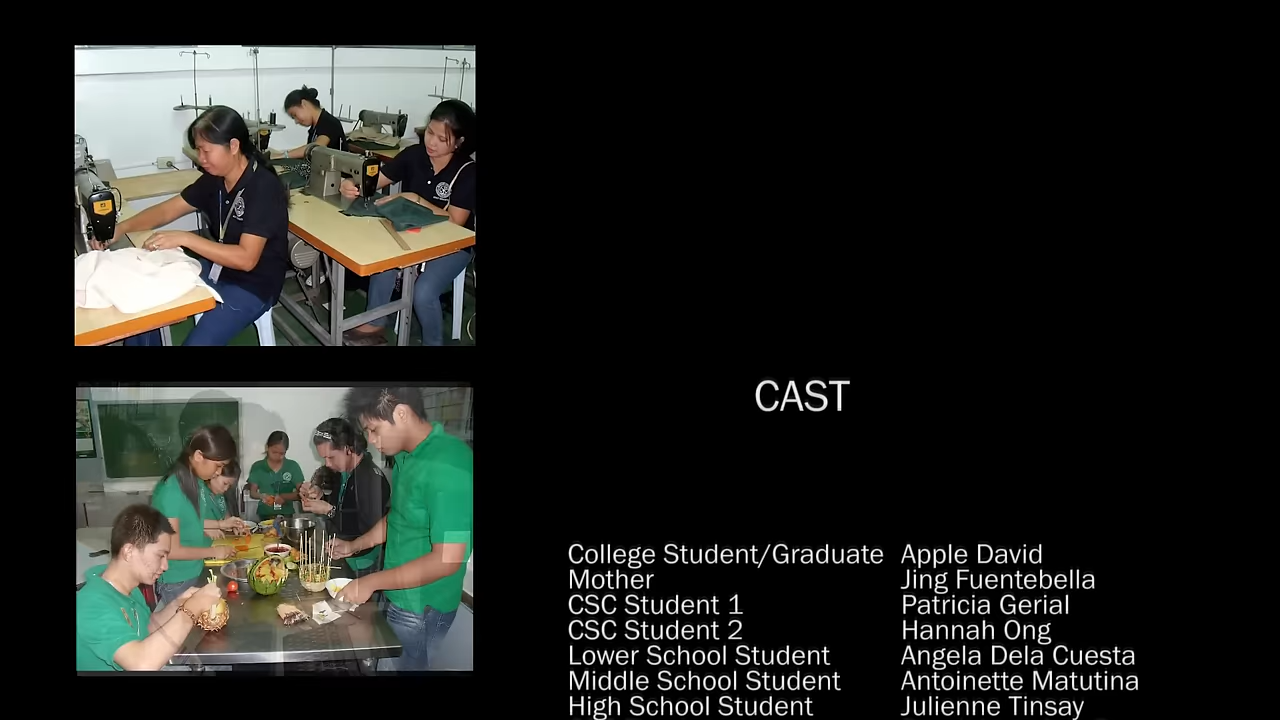 CAST
College Student/Graduate Apple David
Mother Jing Fuentebella
CSC Student 1 Patricia Gerial
CSC Student 2 Hannah Ong
Lower School Student Angela Dela Cuesta
Middle School Student Antoinette Matutina
High School Student Julienne Tinsay